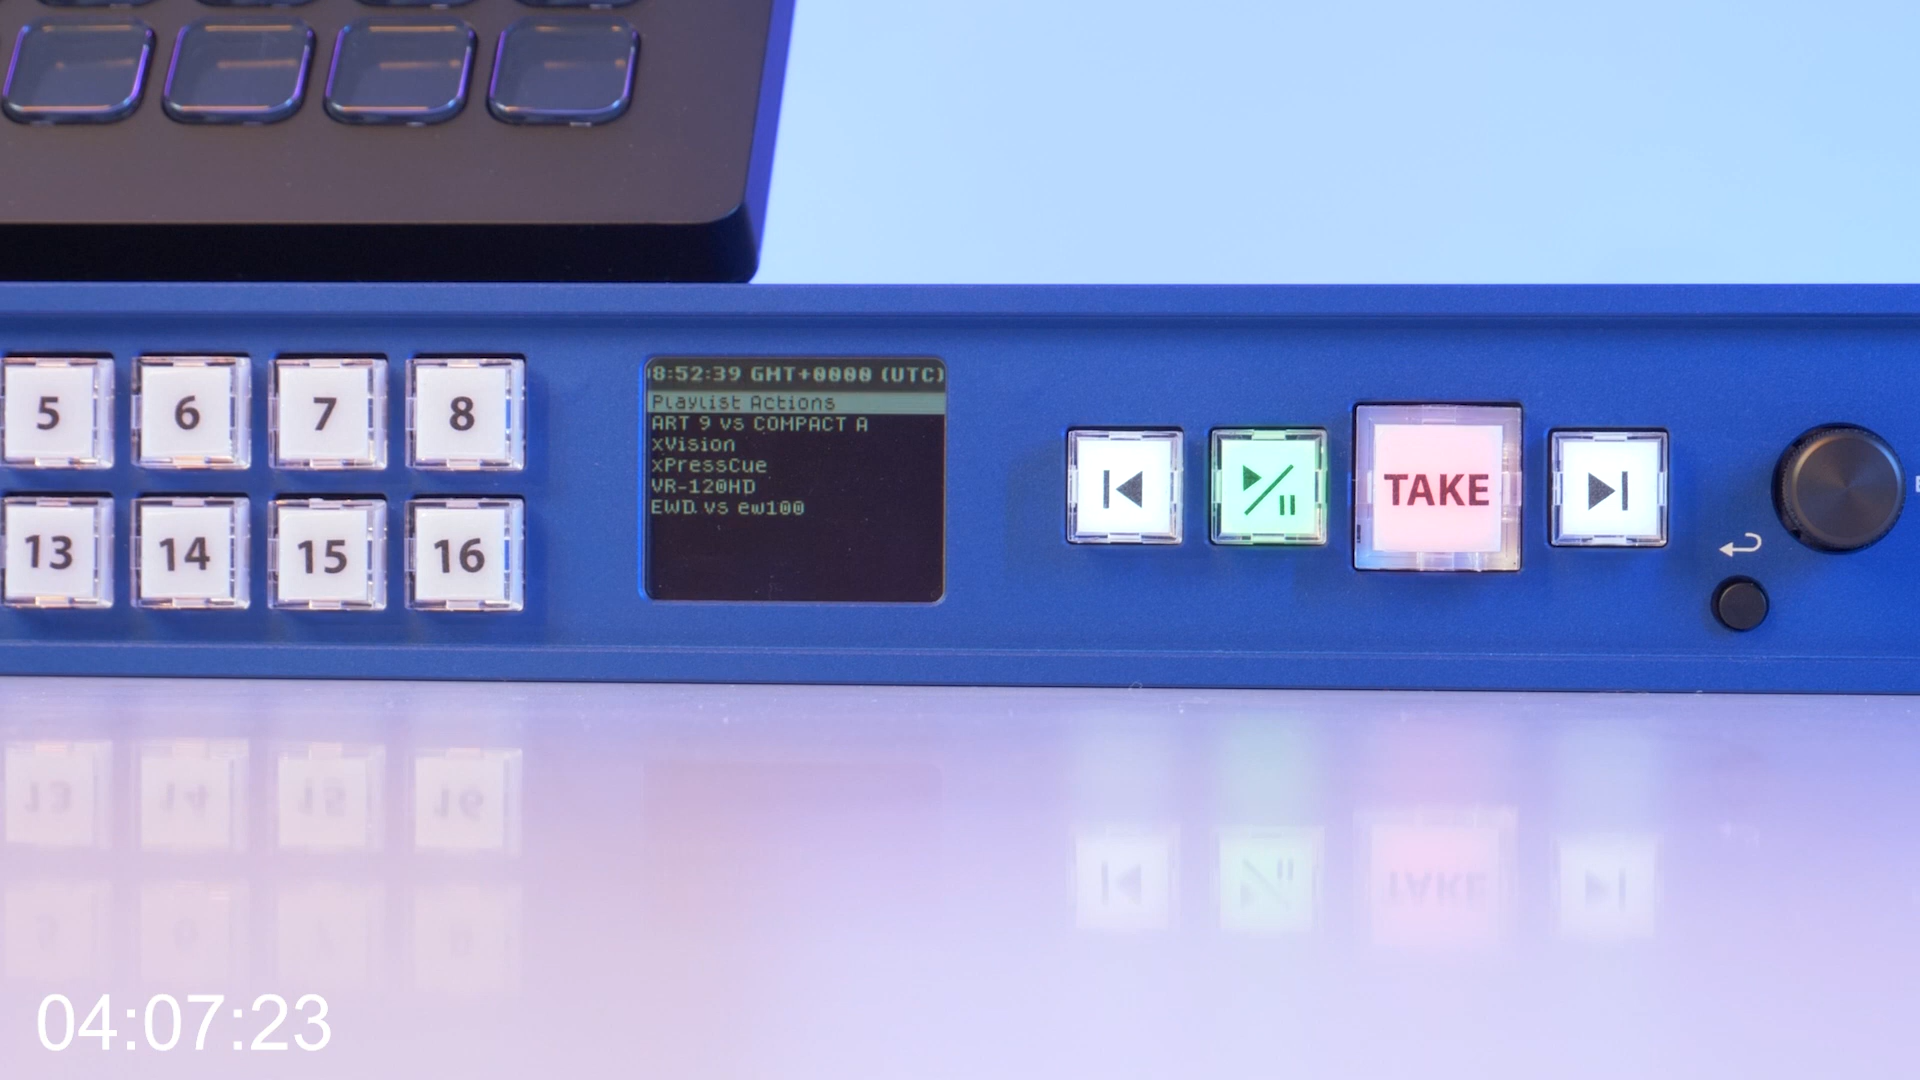 5 6 7 8
13 14 15 16
8:52:39 GMT+0000 (UTC)
Playlist Actions
ART 9 vs COMPACT A
xVision
xPressCue
VR-120HD
EWD vs ew100
TAKE
04:07:23